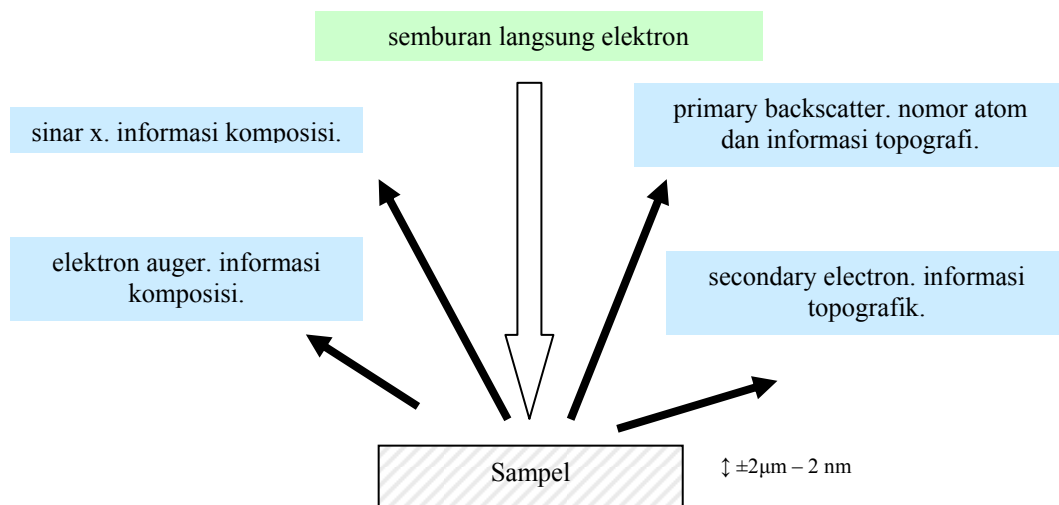 semburan langsung elektron
sinar x. informasi komposisi.
primary backscatter. nomor atom
dan informasi topografi.
elektron auger. informasi
komposisi.
secondary electron. informasi
topografik.
Sampel
↕ ±2μm – 2 nm